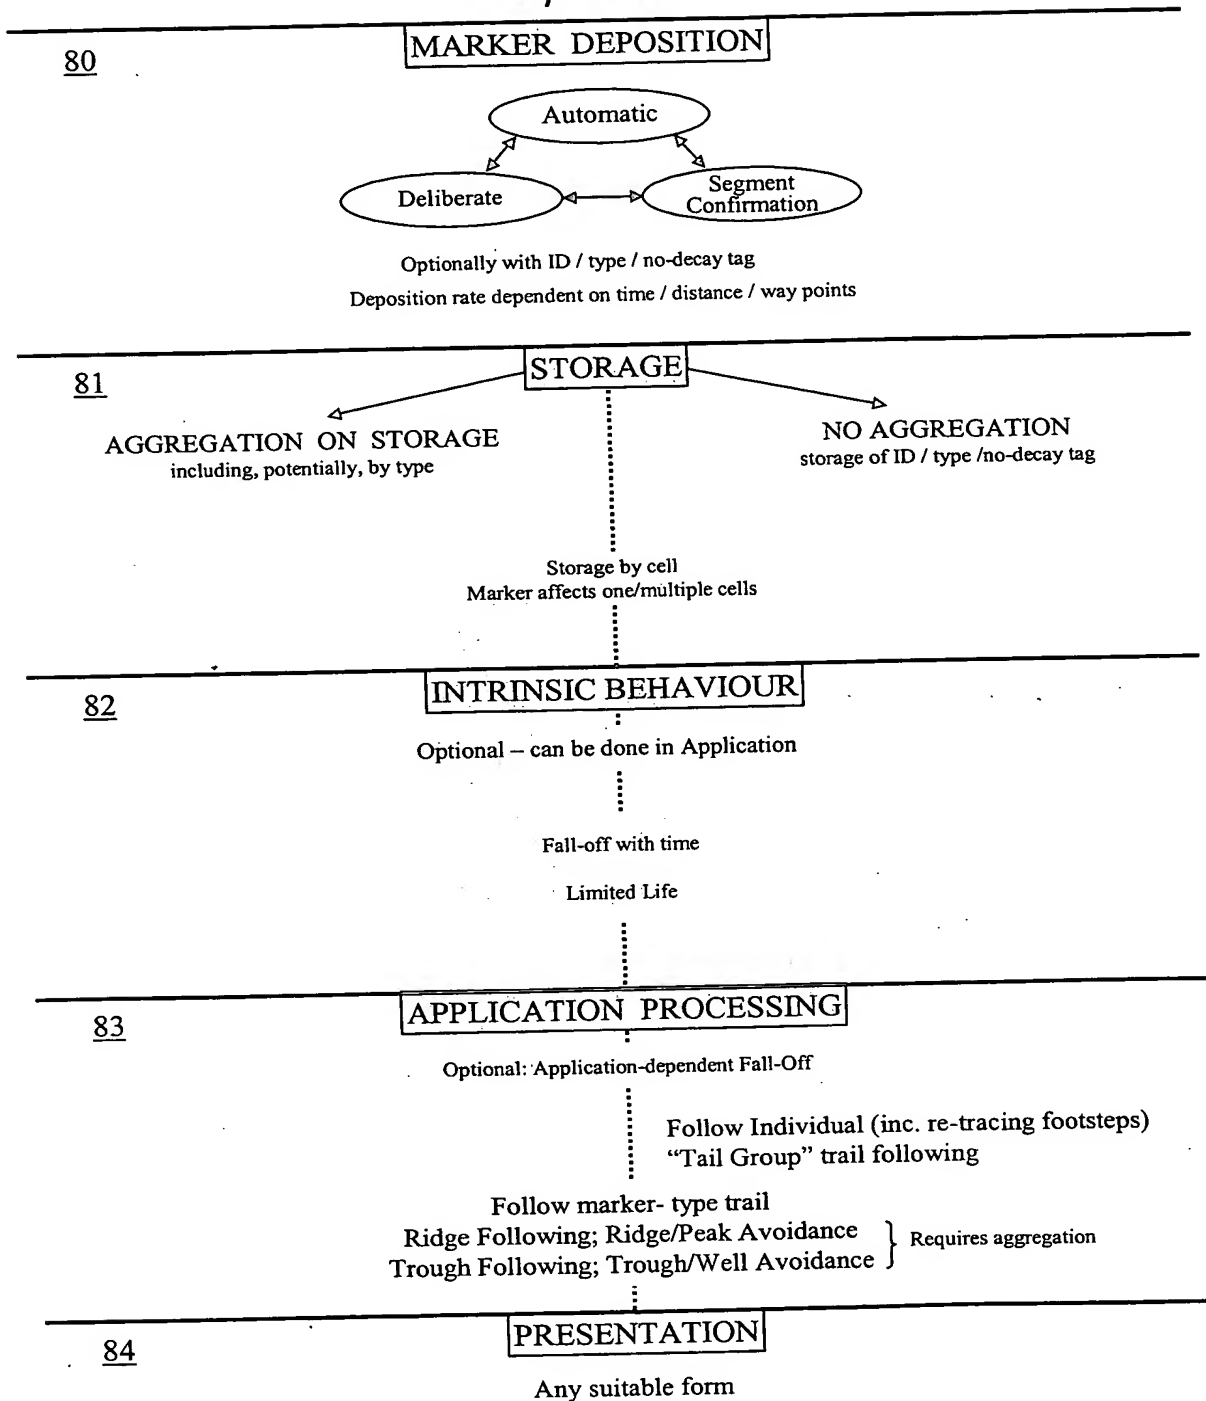 80
MARKER DEPOSITION
Automatic
Deliberate
Segment
Confirmation
Optionally with ID / type / no-decay tag
Deposition rate dependent on time / distance / way points
81
STORAGE
AGGREGATION ON STORAGE
including, potentially, by type
NO AGGREGATION
storage of ID / type /no-decay tag
Storage by cell
Marker affects one/multiple cells
82
INTRINSIC BEHAVIOUR
Optional – can be done in Application
Fall-off with time
Limited Life
83
APPLICATION PROCESSING
Optional: Application-dependent Fall-Off
Follow Individual (inc. re-tracing footsteps)
“Tail Group” trail following
Follow marker- type trail
Ridge Following; Ridge/Peak Avoidance
Trough Following; Trough/Well Avoidance
Requires aggregation
84
PRESENTATION
Any suitable form